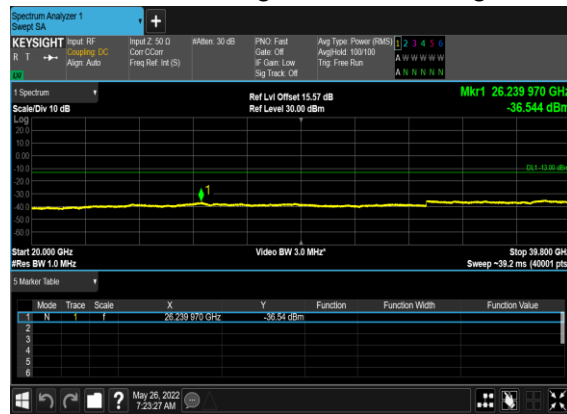 Spectrum Analyzer 1
Swept SA
+
KEYSIGHT Input: RF Input Z: 50 Ω #Atten: 30 dB PNO: Fast Avg Type: Power (RMS) 1 2 3 4 5 6
R T Coupling: DC Corr CCorr Gate: Off Avg|Hold: 100/100 A W W W W W
Align: Auto Freq Ref: Int (S) IF Gain: Low Trig: Free Run
Sig Track: Off A N N N N N
1 Spectrum Ref Lvl Offset 15.57 dB Mkr1 26.239 970 GHz
Scale/Div 10 dB Ref Level 30.00 dBm -36.544 dBm
Log
20.0
10.0
0.00
-10.0
DL1 -13.00 dBm
-20.0
-30.0
1
-40.0
-50.0
-60.0
Start 20.000 GHz Video BW 3.0 MHz* Stop 39.800 GHz
#Res BW 1.0 MHz Sweep ~39.2 ms (40001 pts)
5 Marker Table
Mode Trace Scale X Y Function Function Width Function Value
1 N 1 f 26.239 970 GHz -36.54 dBm
2
3
4
5
6
? May 26, 2022
7:23:27 AM